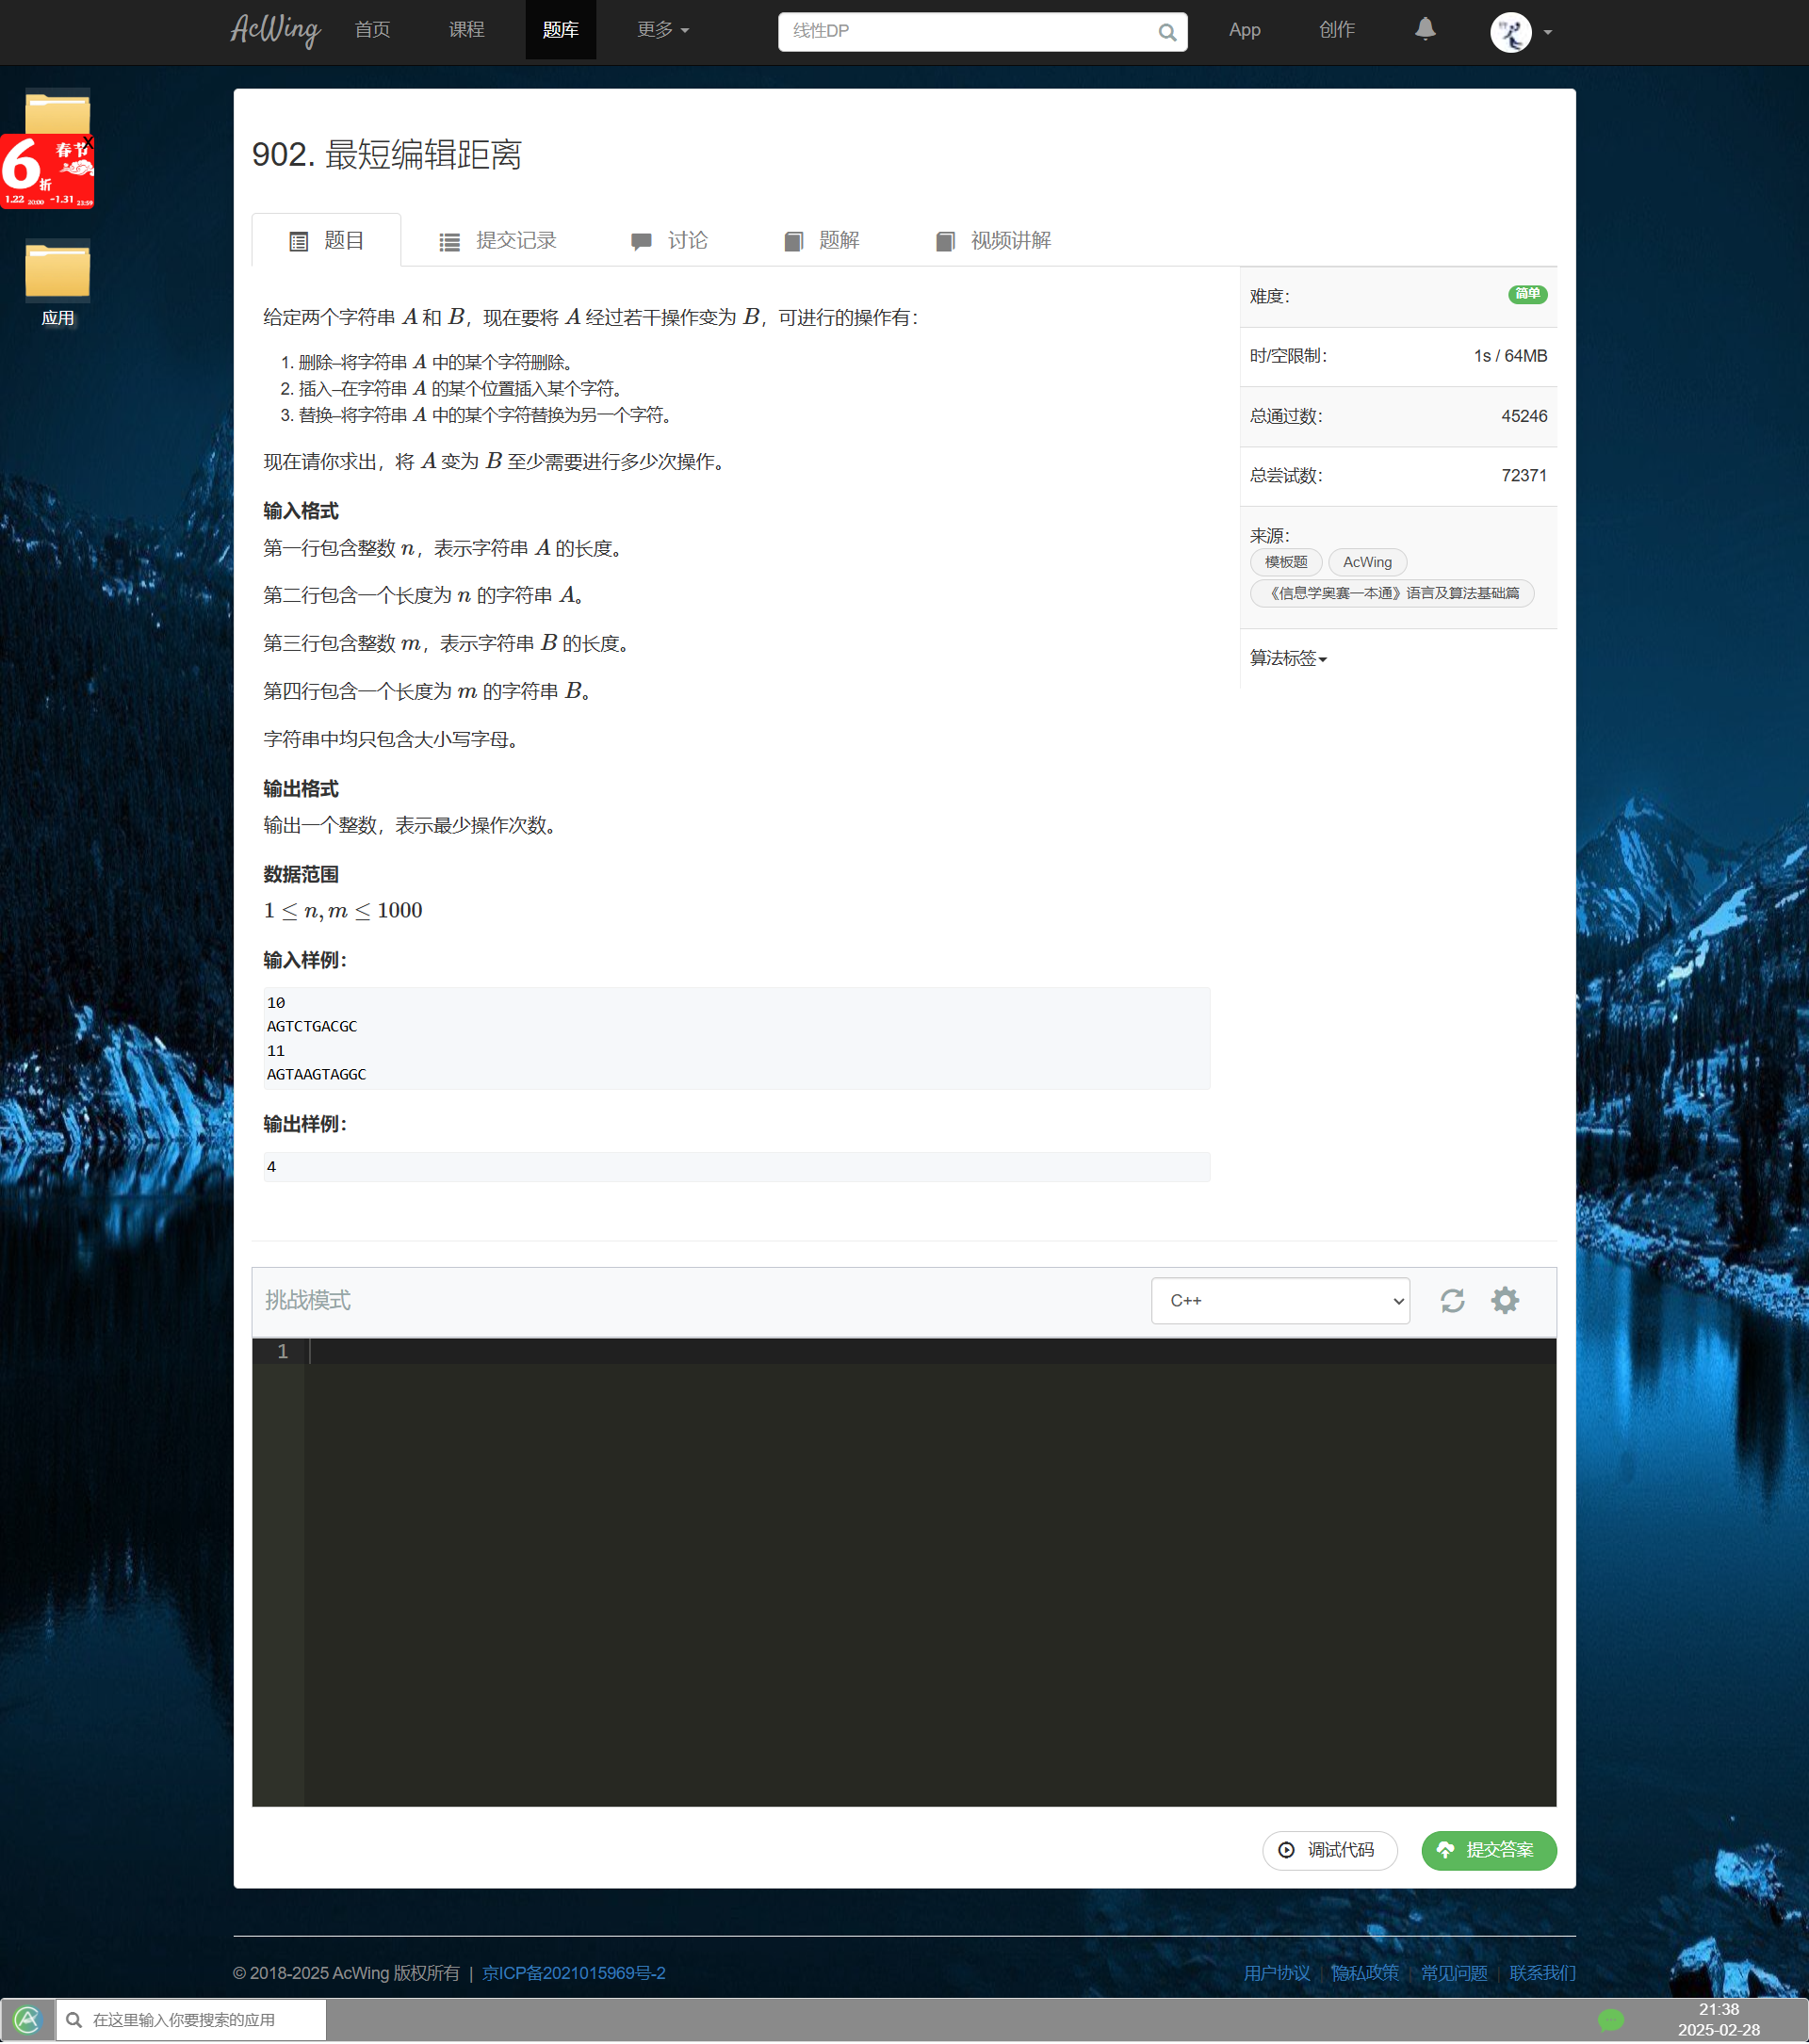 AcWing 首页 课程 题库 更多 线性DP App 创作
x
春节
6折
1.22 20:00 -1.31 23:59
应用
902. 最短编辑距离
题目 提交记录 讨论 题解 视频讲解
给定两个字符串 A 和 B，现在要将 A 经过若干操作变为 B，可进行的操作有：
1. 删除–将字符串 A 中的某个字符删除。
2. 插入–在字符串 A 的某个位置插入某个字符。
3. 替换–将字符串 A 中的某个字符替换为另一个字符。
现在请你求出，将 A 变为 B 至少需要进行多少次操作。
输入格式
第一行包含整数 n，表示字符串 A 的长度。
第二行包含一个长度为 n 的字符串 A。
第三行包含整数 m，表示字符串 B 的长度。
第四行包含一个长度为 m 的字符串 B。
字符串中均只包含大小写字母。
输出格式
输出一个整数，表示最少操作次数。
数据范围
1 ≤ n, m ≤ 1000
输入样例：
10
AGTCTGACGC
11
AGTAAGTAGGC
输出样例：
4
难度： 简单
时/空限制： 1s / 64MB
总通过数： 45246
总尝试数： 72371
来源：
模板题 AcWing
《信息学奥赛一本通》语言及算法基础篇
算法标签
挑战模式 C++
1
调试代码 提交答案
© 2018-2025 AcWing 版权所有 | 京ICP备2021015969号-2 用户协议 | 隐私政策 | 常见问题 | 联系我们
在这里输入你要搜索的应用
21:38
2025-02-28